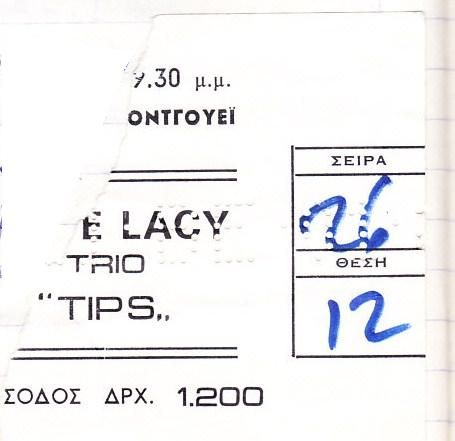 9.30 μ.μ.
ΟΝΤΓΟΥΕΪ
E LACY
TRIO
“TIPS„
ΣΟΔΟΣ ΔΡΧ. 1.200
ΣΕΙΡΑ
26
ΘΕΣΗ
12